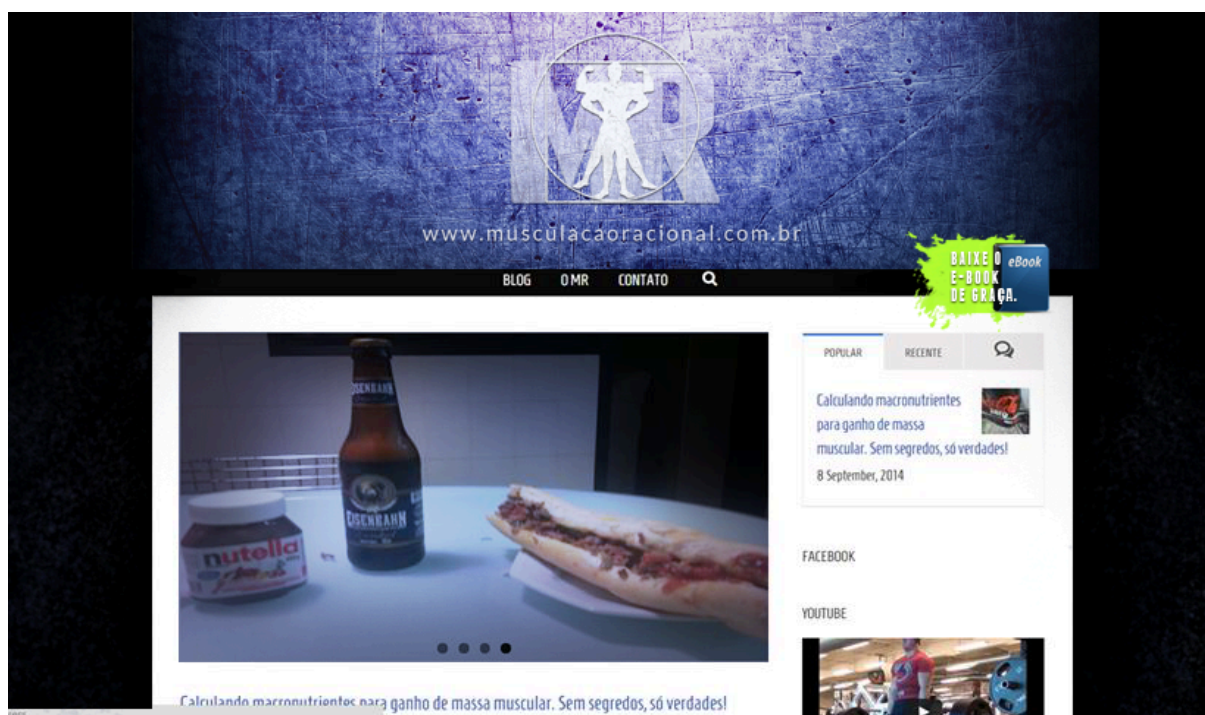 MR
www.musculacaoracional.com.br
BLOG O MR CONTATO
BAIXE O
E-BOOK
DE GRAÇA.
eBook
POPULAR RECENTE
Calculando macronutrientes
para ganho de massa
muscular. Sem segredos, só verdades!
8 September, 2014
EISENBAHN
EISENBAHN
nutella
FACEBOOK
YOUTUBE
Calculando macronutrientes para ganho de massa muscular. Sem segredos, só verdades!